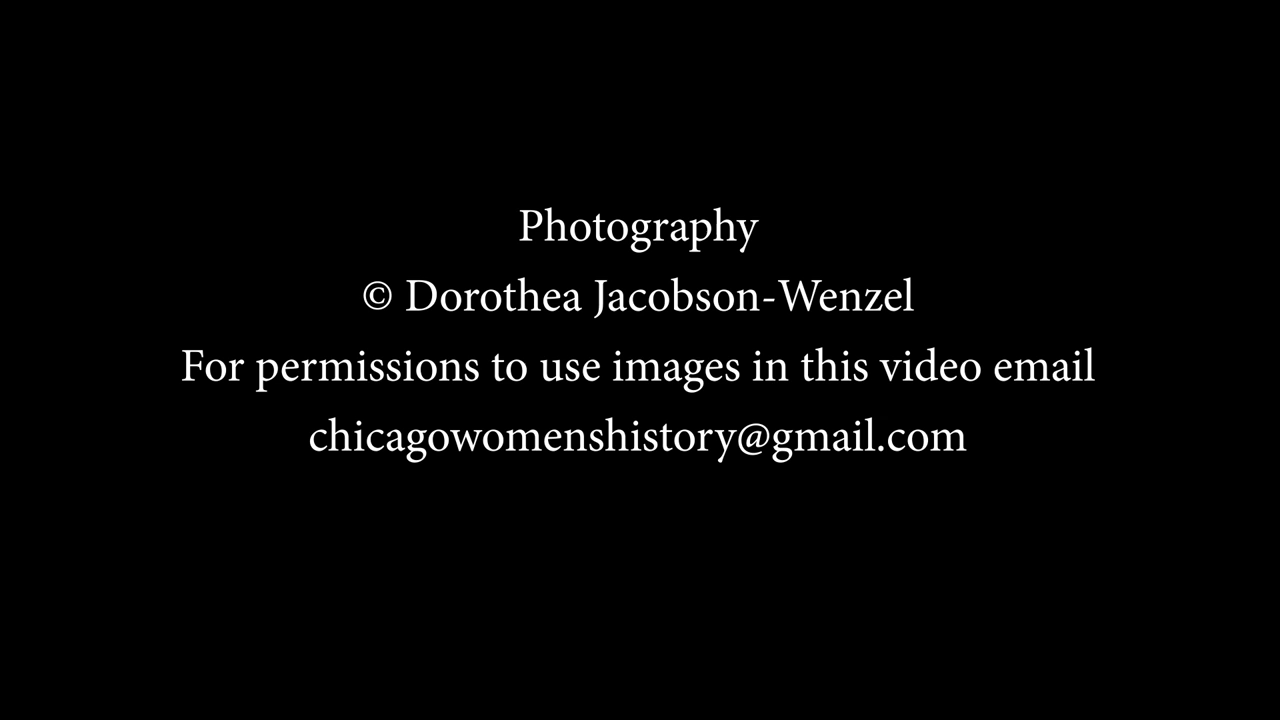 Photography
© Dorothea Jacobson-Wenzel
For permissions to use images in this video email
chicagowomenshistory@gmail.com